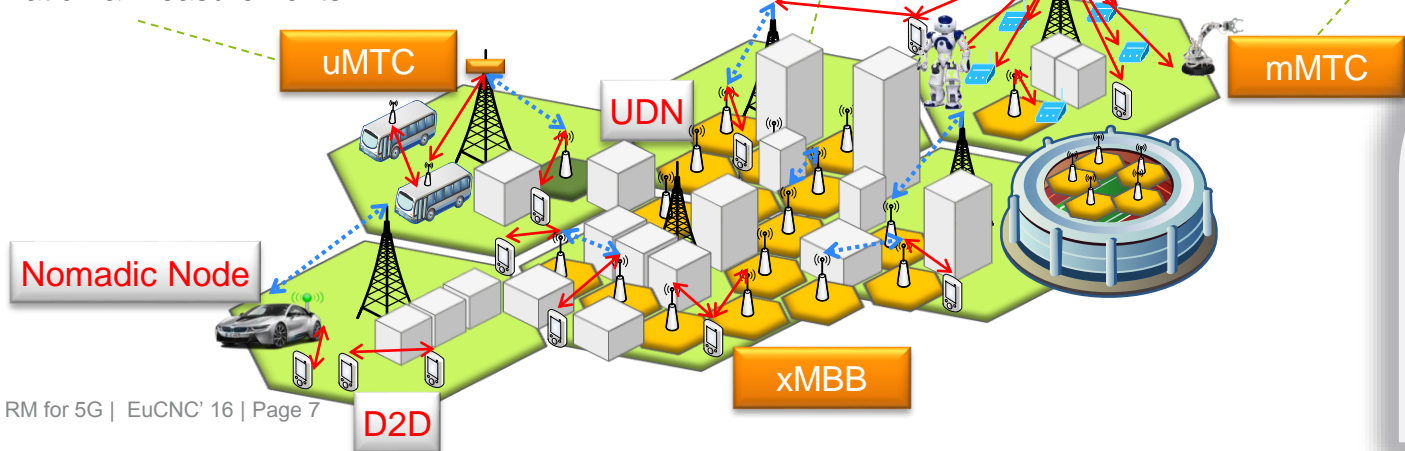 uMTC
mMTC
UDN
Nomadic Node
xMBB
RM for 5G | EuCNC' 16 | Page 7
D2D